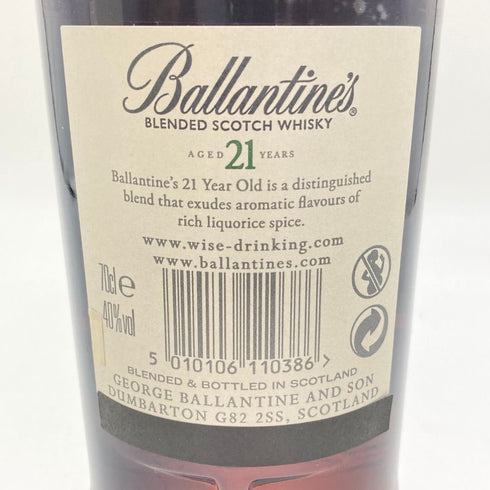 Ballantine's®
BLENDED SCOTCH WHISKY
AGED 21 YEARS
Ballantine's 21 Year Old is a distinguished
blend that exudes aromatic flavours of
rich liquorice spice.
www.wise-drinking.com
www.ballantines.com
70cl e
40%vol
5 010106 110386 >
BLENDED & BOTTLED IN SCOTLAND
GEORGE BALLANTINE AND SON
DUMBARTON G82 2SS, SCOTLAND